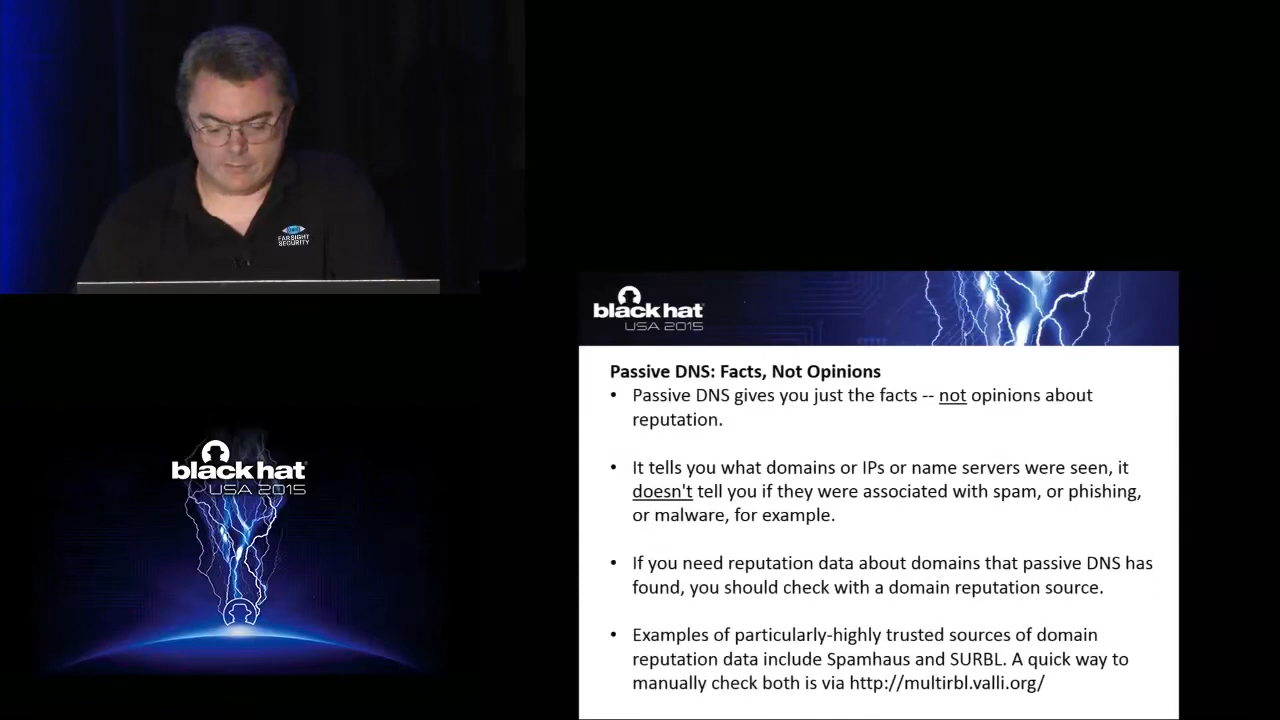 FARSIGHT
SECURITY
black hat
USA 2015
black hat
USA 2015
Passive DNS: Facts, Not Opinions
• Passive DNS gives you just the facts -- not opinions about
reputation.
• It tells you what domains or IPs or name servers were seen, it
doesn't tell you if they were associated with spam, or phishing,
or malware, for example.
• If you need reputation data about domains that passive DNS has
found, you should check with a domain reputation source.
• Examples of particularly-highly trusted sources of domain
reputation data include Spamhaus and SURBL. A quick way to
manually check both is via http://multirbl.valli.org/